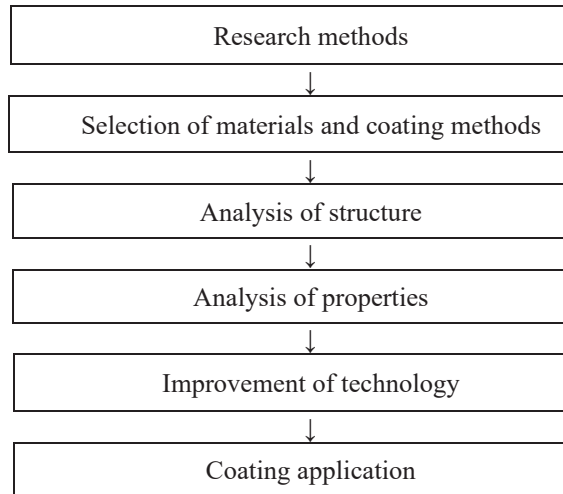 Research methods
↓
Selection of materials and coating methods
↓
Analysis of structure
↓
Analysis of properties
↓
Improvement of technology
↓
Coating application